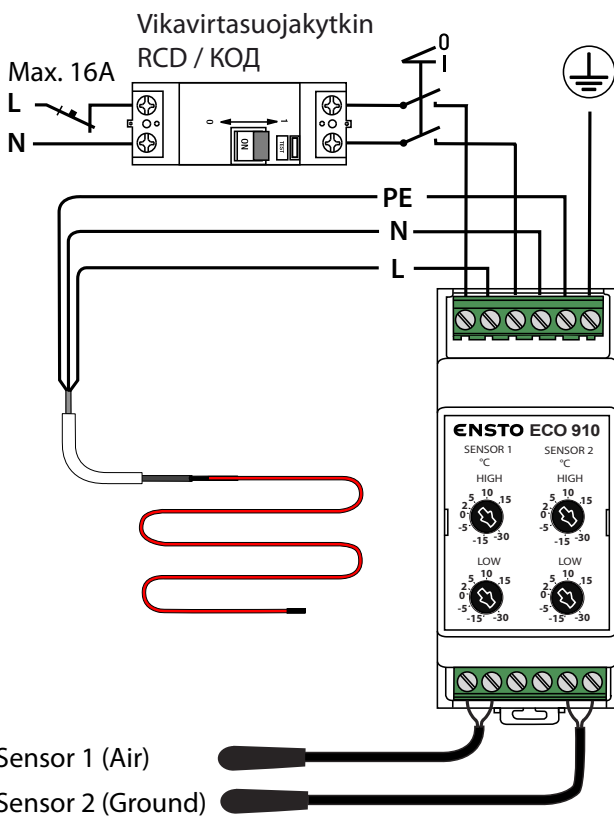 Vikavirtasuojakytkin
RCD / КОД
Max. 16A
L
N
0
I
0
1
ON
TEST
PE
N
L
ENSTO ECO 910
SENSOR 1
°C
HIGH
SENSOR 2
°C
HIGH
-15 -5 0 2 5 10 15 -30
-15 -5 0 2 5 10 15 -30
LOW
LOW
-15 -5 0 2 5 10 15 -30
-15 -5 0 2 5 10 15 -30
Sensor 1 (Air)
Sensor 2 (Ground)